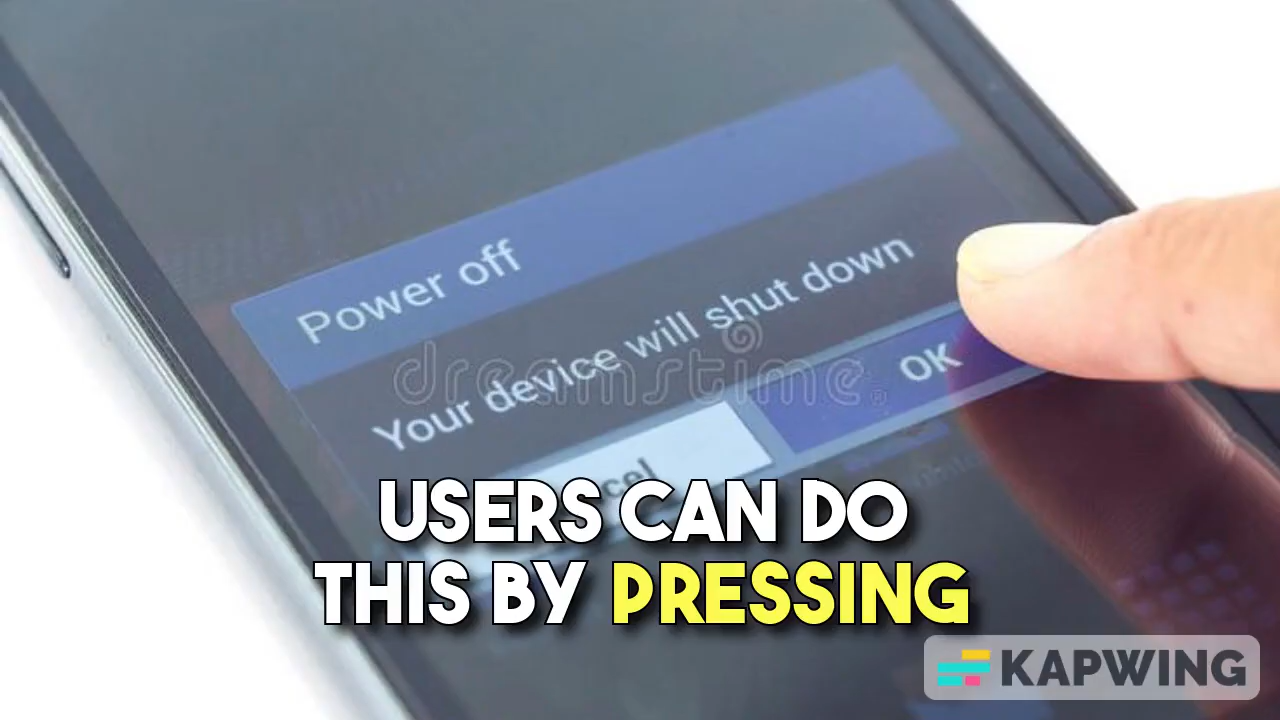 Power off
Your device will shut down
OK
dreamstime
USERS CAN DO
THIS BY PRESSING
KAPWING